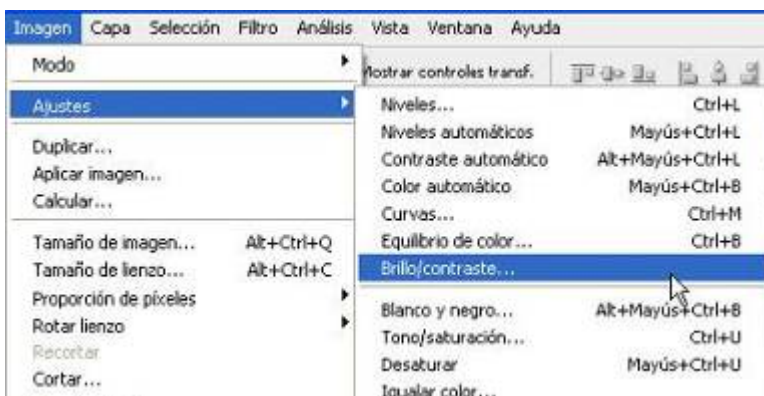 Imagen Capa Selección Filtro Análisis Vista Ventana Ayuda
Modo
Mostrar controles transf.
Ajustes
Duplicar...
Aplicar imagen...
Calcular...
Tamaño de imagen... Alt+Ctrl+Q
Tamaño de lienzo... Alt+Ctrl+C
Proporción de píxeles
Rotar lienzo
Recortar
Cortar...
Niveles... Ctrl+L
Niveles automáticos Mayús+Ctrl+L
Contraste automático Alt+Mayús+Ctrl+L
Color automático Mayús+Ctrl+B
Curvas... Ctrl+M
Equilibrio de color... Ctrl+B
Brillo/contraste...
Blanco y negro... Alt+Mayús+Ctrl+B
Tono/saturación... Ctrl+U
Desaturar Mayús+Ctrl+U
Igualar color...